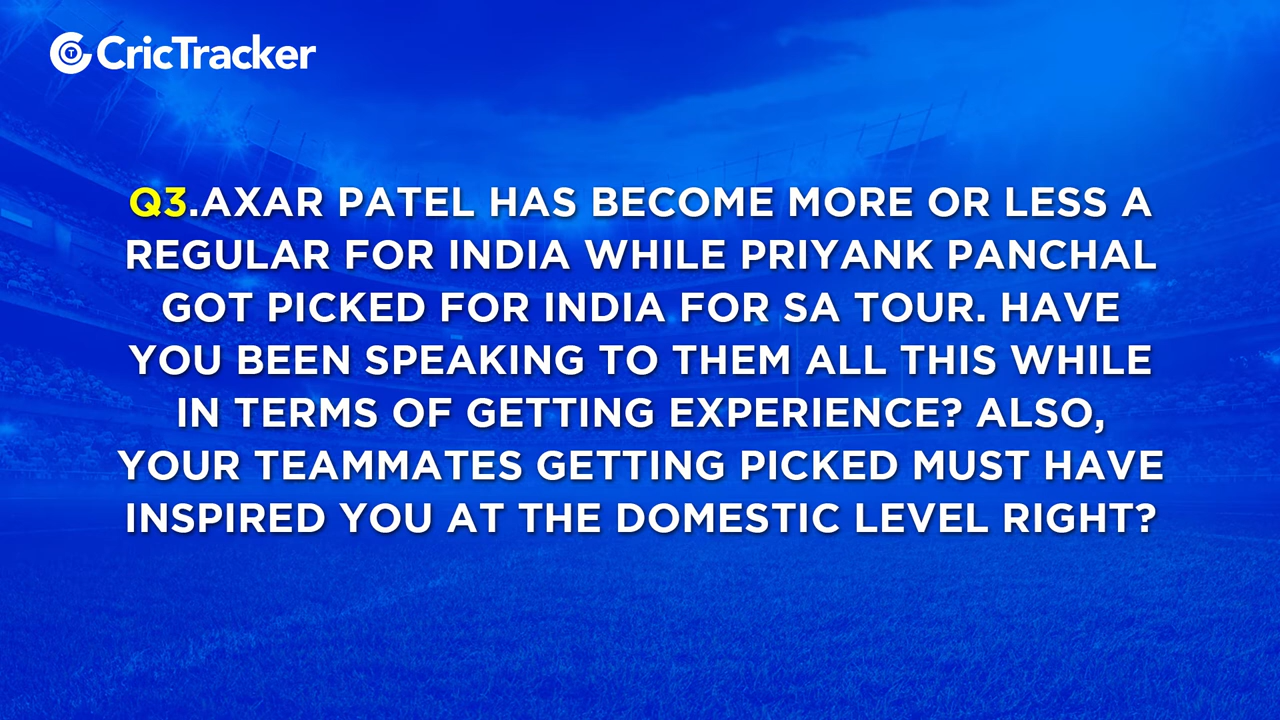 CricTracker
Q3.AXAR PATEL HAS BECOME MORE OR LESS A
REGULAR FOR INDIA WHILE PRIYANK PANCHAL
GOT PICKED FOR INDIA FOR SA TOUR. HAVE
YOU BEEN SPEAKING TO THEM ALL THIS WHILE
IN TERMS OF GETTING EXPERIENCE? ALSO,
YOUR TEAMMATES GETTING PICKED MUST HAVE
INSPIRED YOU AT THE DOMESTIC LEVEL RIGHT?